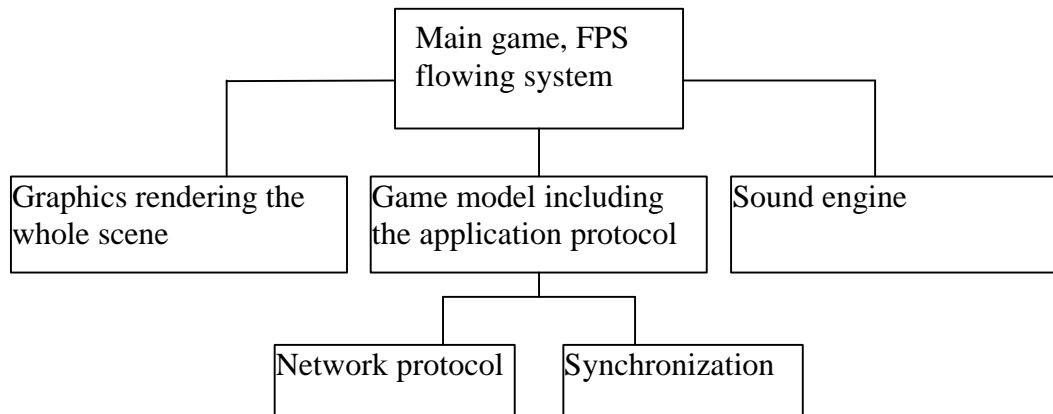 Main game, FPS
flowing system
Graphics rendering the
whole scene
Game model including
the application protocol
Sound engine
Network protocol
Synchronization